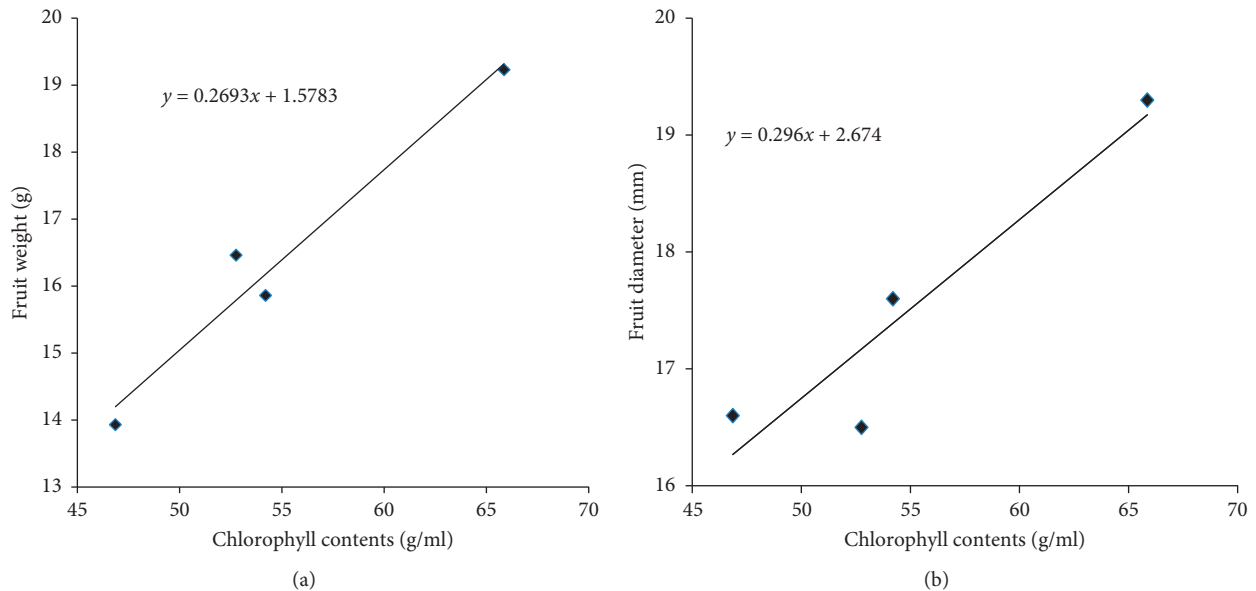 20
19
18
17
16
15
14
13
Fruit weight (g)
y = 0.2693x + 1.5783
45 50 55 60 65 70
Chlorophyll contents (g/ml)
(a)
20
19
18
17
16
Fruit diameter (mm)
y = 0.296x + 2.674
45 50 55 60 65 70
Chlorophyll contents (g/ml)
(b)